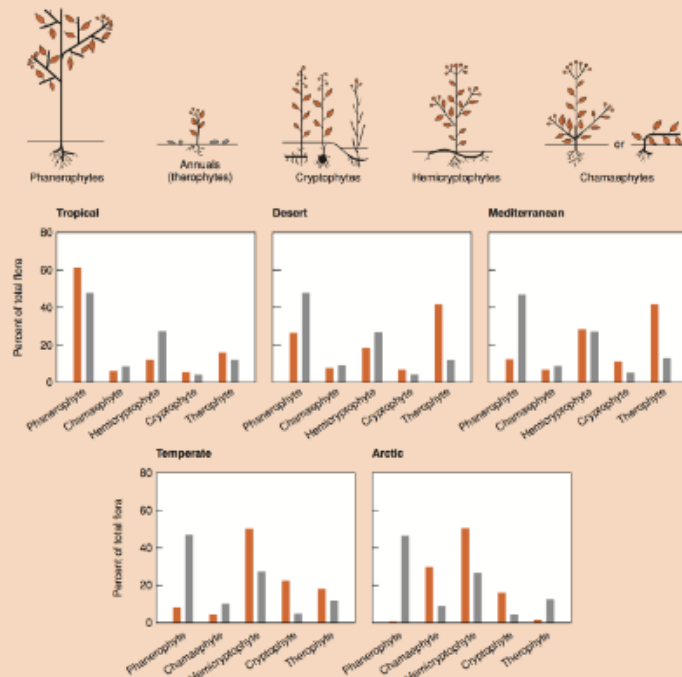 Phanerophytes
Annuals
(therophytes)
Cryptophytes
Hemicryptophytes
or
Chamaephytes
Tropical
Desert
Mediterranean
Percent of total flora
80
60
40
20
0
Phanerophyte
Chamaephyte
Hemicryptophyte
Cryptophyte
Therophyte
Phanerophyte
Chamaephyte
Hemicryptophyte
Cryptophyte
Therophyte
Phanerophyte
Chamaephyte
Hemicryptophyte
Cryptophyte
Therophyte
Temperate
Arctic
Percent of total flora
80
60
40
20
0
Phanerophyte
Chamaephyte
Hemicryptophyte
Cryptophyte
Therophyte
Phanerophyte
Chamaephyte
Hemicryptophyte
Cryptophyte
Therophyte